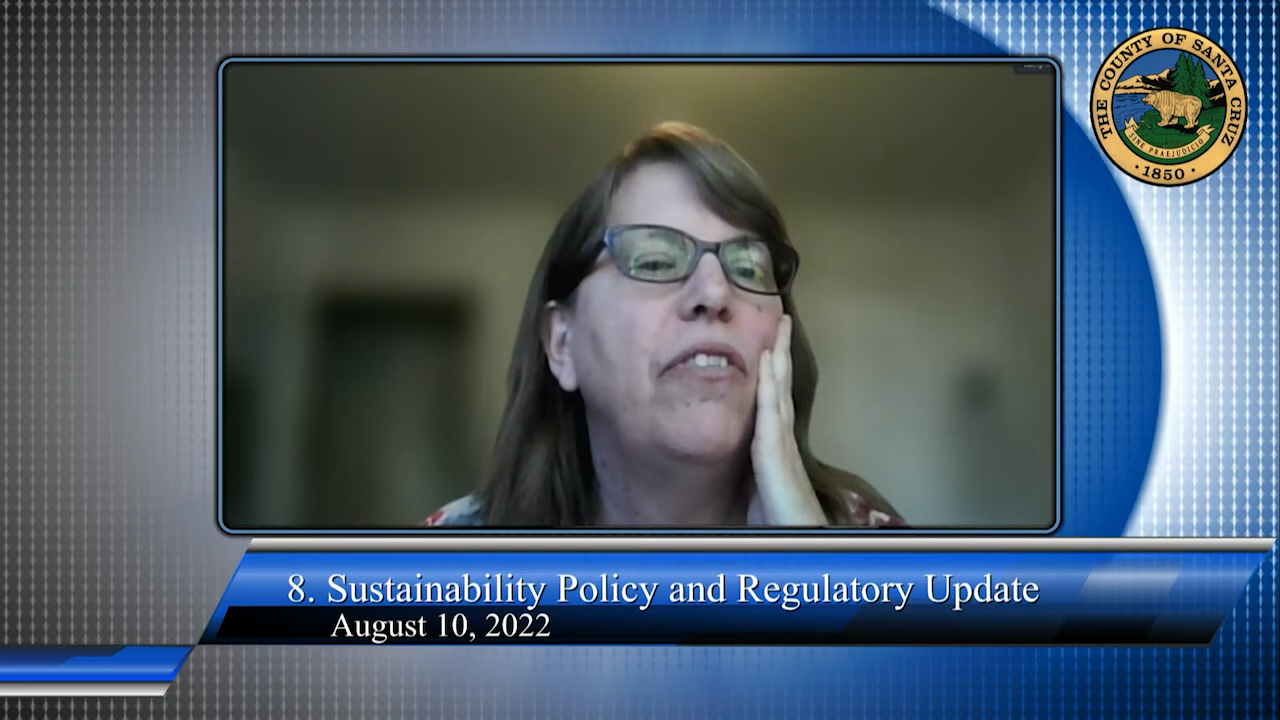 THE COUNTY OF SANTA CRUZ
SINE PRAEJUDICIO
• 1850 •
8. Sustainability Policy and Regulatory Update
August 10, 2022